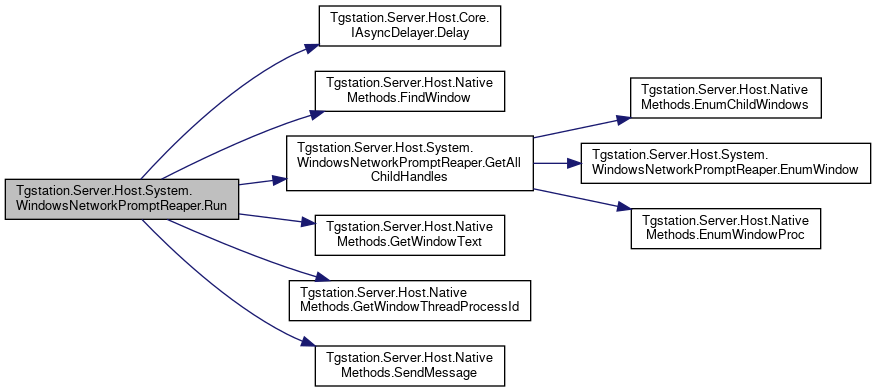 Tgstation.Server.Host.System.
WindowsNetworkPromptReaper.Run
Tgstation.Server.Host.Core.
IAsyncDelayer.Delay
Tgstation.Server.Host.Native
Methods.FindWindow
Tgstation.Server.Host.System.
WindowsNetworkPromptReaper.GetAll
ChildHandles
Tgstation.Server.Host.Native
Methods.EnumChildWindows
Tgstation.Server.Host.System.
WindowsNetworkPromptReaper.EnumWindow
Tgstation.Server.Host.Native
Methods.EnumWindowProc
Tgstation.Server.Host.Native
Methods.GetWindowText
Tgstation.Server.Host.Native
Methods.GetWindowThreadProcessId
Tgstation.Server.Host.Native
Methods.SendMessage